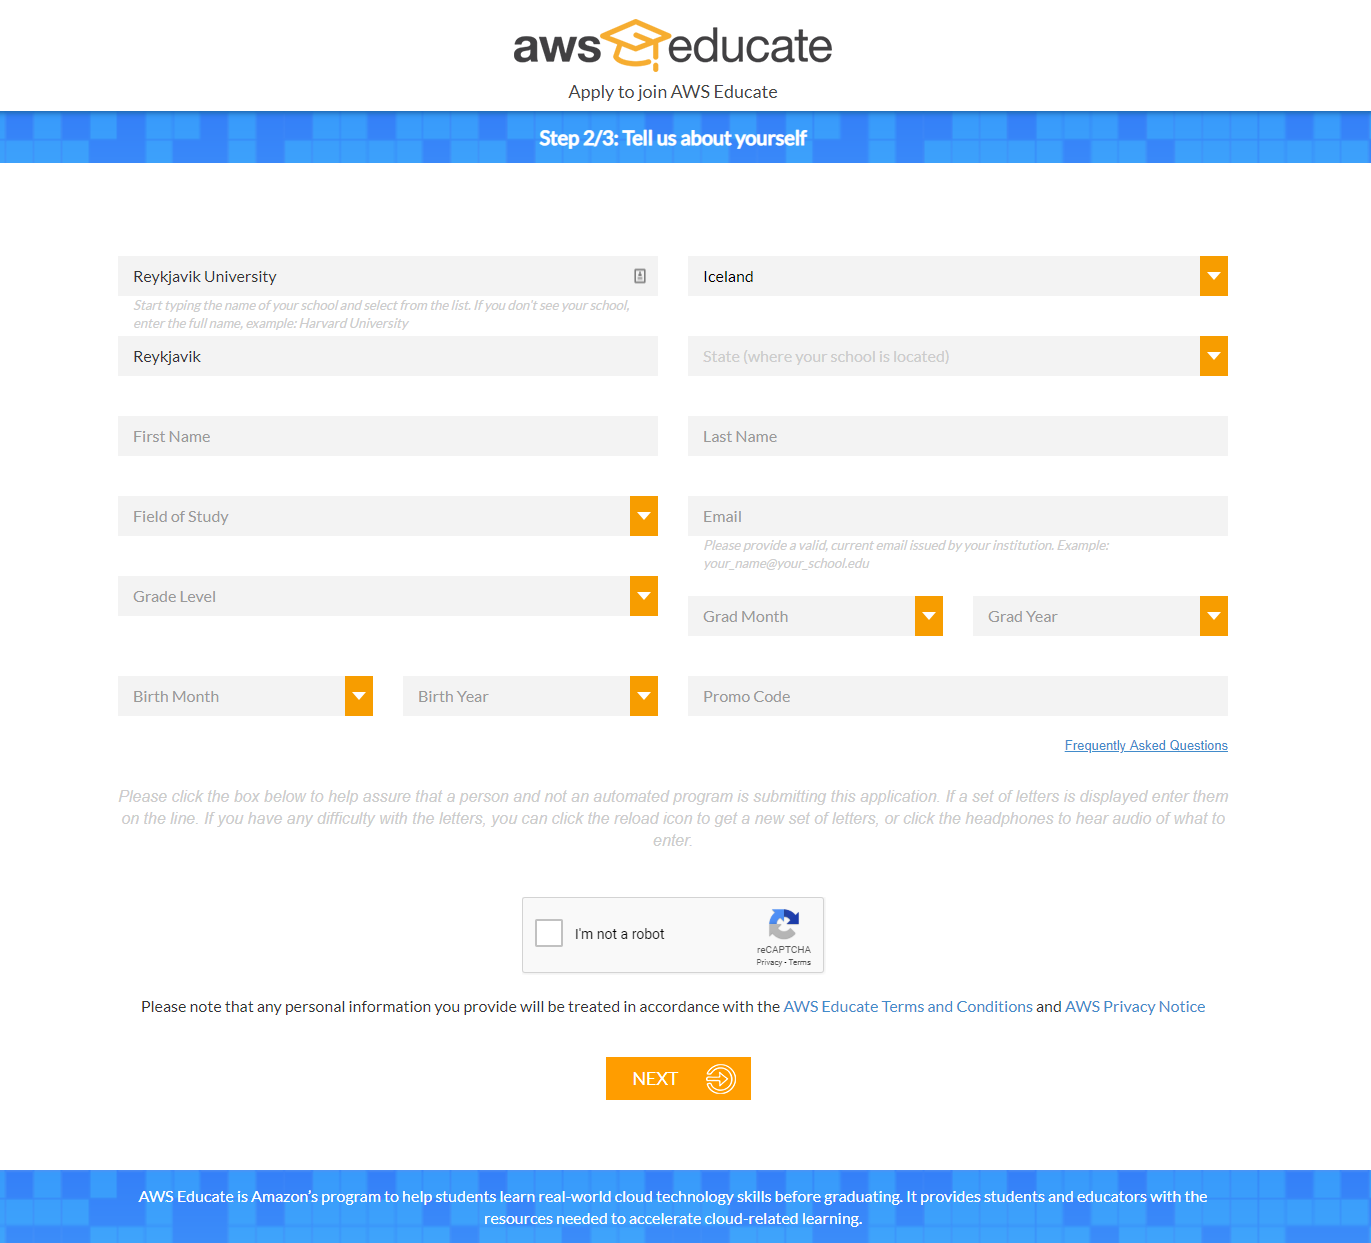 aws educate
Apply to join AWS Educate
Step 2/3: Tell us about yourself
Reykjavik University
Iceland
Start typing the name of your school and select from the list. If you don't see your school,
enter the full name, example: Harvard University
Reykjavik
State (where your school is located)
First Name
Last Name
Field of Study
Email
Please provide a valid, current email issued by your institution. Example:
your_name@your_school.edu
Grade Level
Grad Month
Grad Year
Birth Month
Birth Year
Promo Code
Frequently Asked Questions
Please click the box below to help assure that a person and not an automated program is submitting this application. If a set of letters is displayed enter them
on the line. If you have any difficulty with the letters, you can click the reload icon to get a new set of letters, or click the headphones to hear audio of what to
enter.
I'm not a robot
reCAPTCHA
Privacy - Terms
Please note that any personal information you provide will be treated in accordance with the AWS Educate Terms and Conditions and AWS Privacy Notice
NEXT
AWS Educate is Amazon's program to help students learn real-world cloud technology skills before graduating. It provides students and educators with the
resources needed to accelerate cloud-related learning.